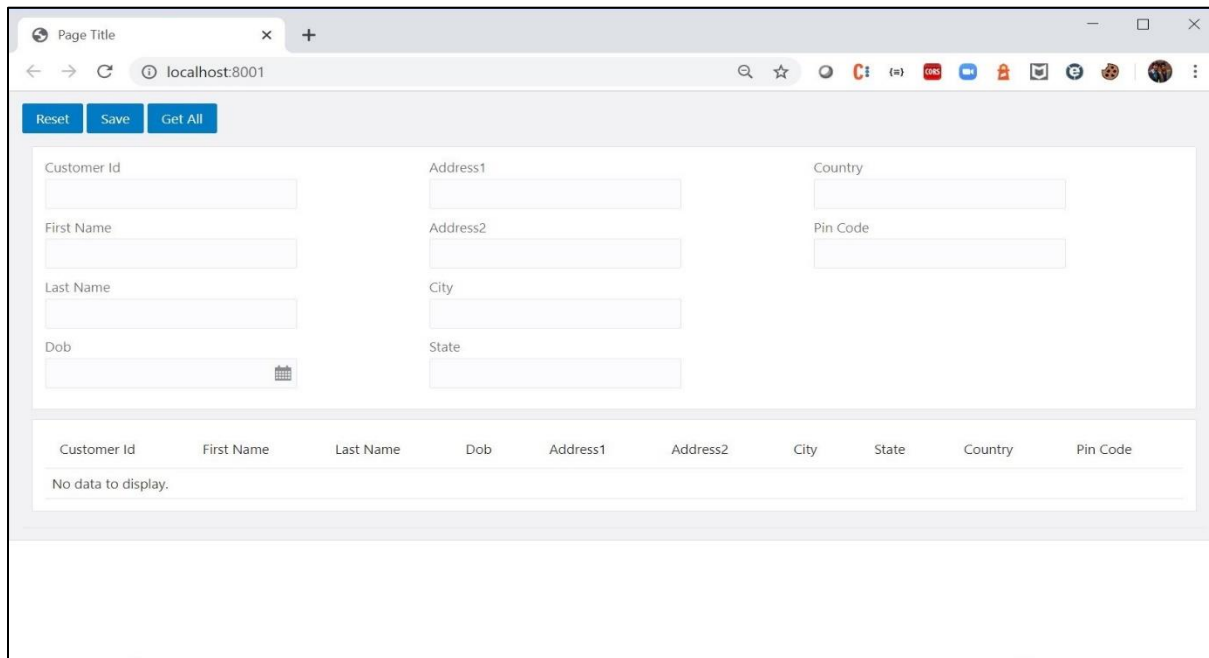 Page Title
localhost:8001
CORS
Reset Save Get All
Customer Id Address1 Country
First Name Address2 Pin Code
Last Name City
Dob State
Customer Id First Name Last Name Dob Address1 Address2 City State Country Pin Code
No data to display.